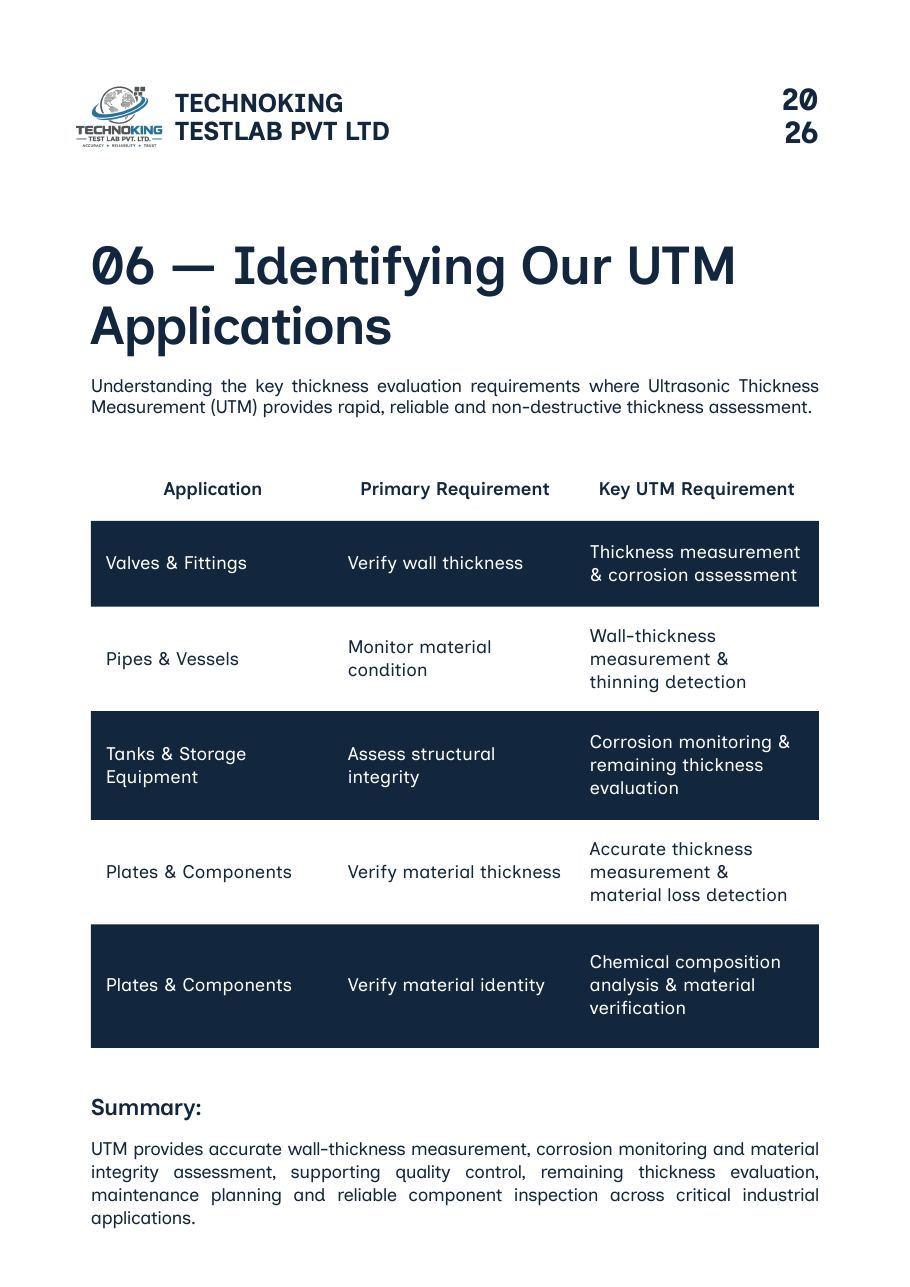 TECHNOKING
TEST LAB PVT. LTD.
ACCURACY • RELIABILITY • TRUST
TECHNOKING
TESTLAB PVT LTD
20
26
06 — Identifying Our UTM
Applications
Understanding the key thickness evaluation requirements where Ultrasonic Thickness
Measurement (UTM) provides rapid, reliable and non-destructive thickness assessment.
Application Primary Requirement Key UTM Requirement
Valves & Fittings
Verify wall thickness
Thickness measurement
& corrosion assessment
Pipes & Vessels
Monitor material
condition
Wall-thickness
measurement &
thinning detection
Tanks & Storage
Equipment
Assess structural
integrity
Corrosion monitoring &
remaining thickness
evaluation
Plates & Components
Verify material thickness
Accurate thickness
measurement &
material loss detection
Plates & Components
Verify material identity
Chemical composition
analysis & material
verification
Summary:
UTM provides accurate wall-thickness measurement, corrosion monitoring and material
integrity assessment, supporting quality control, remaining thickness evaluation,
maintenance planning and reliable component inspection across critical industrial
applications.